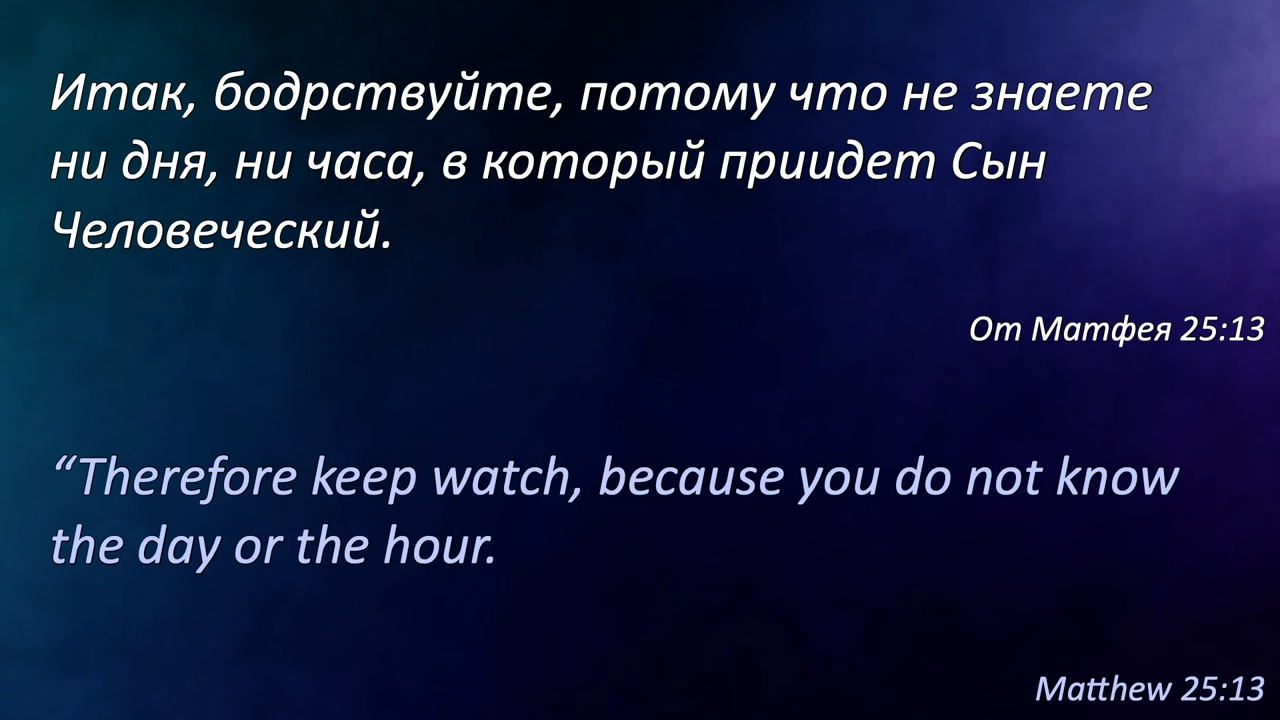 Итак, бодрствуйте, потому что не знаете
ни дня, ни часа, в который приидет Сын
Человеческий.
От Матфея 25:13
“Therefore keep watch, because you do not know
the day or the hour.
Matthew 25:13